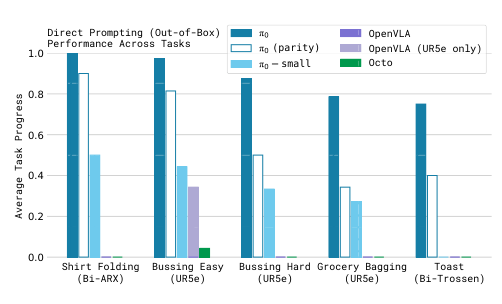 Direct Prompting (Out-of-Box)
Performance Across Tasks
π₀
π₀ (parity)
π₀ – small
OpenVLA
OpenVLA (UR5e only)
Octo
Average Task Progress
1.0
0.8
0.6
0.4
0.2
0.0
Shirt Folding
(Bi-ARX)
Bussing Easy
(UR5e)
Bussing Hard
(UR5e)
Grocery Bagging
(UR5e)
Toast
(Bi-Trossen)